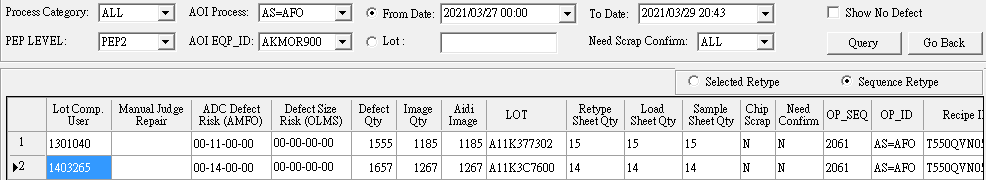 Process Category: ALL AOI Process: AS=AFO From Date: 2021/03/27 00:00 To Date: 2021/03/29 20:43 Show No Defect
PEP LEVEL: PEP2 AOI EQP_ID: AKMOR900 Lot : Need Scrap Confirm: ALL Query Go Back
Selected Retype Sequence Retype
Lot Comp. User Manual Judge Repair ADC Defect Risk (AMFO) Defect Size Risk (OLMS) Defect Qty Image Qty Aidi Image LOT Retype Sheet Qty Load Sheet Qty Sample Sheet Qty Chip Scrap Need Confirm OP_SEQ OP_ID Recipe
1 1301040 00-11-00-00 00-00-00-00 1555 1185 1185 A11K377302 15 15 15 N N 2061 AS=AFO
2 1403265 00-14-00-00 00-00-00-00 1657 1267 1267 A11K3C7600 14 14 14 N N 2061 AS=AFO